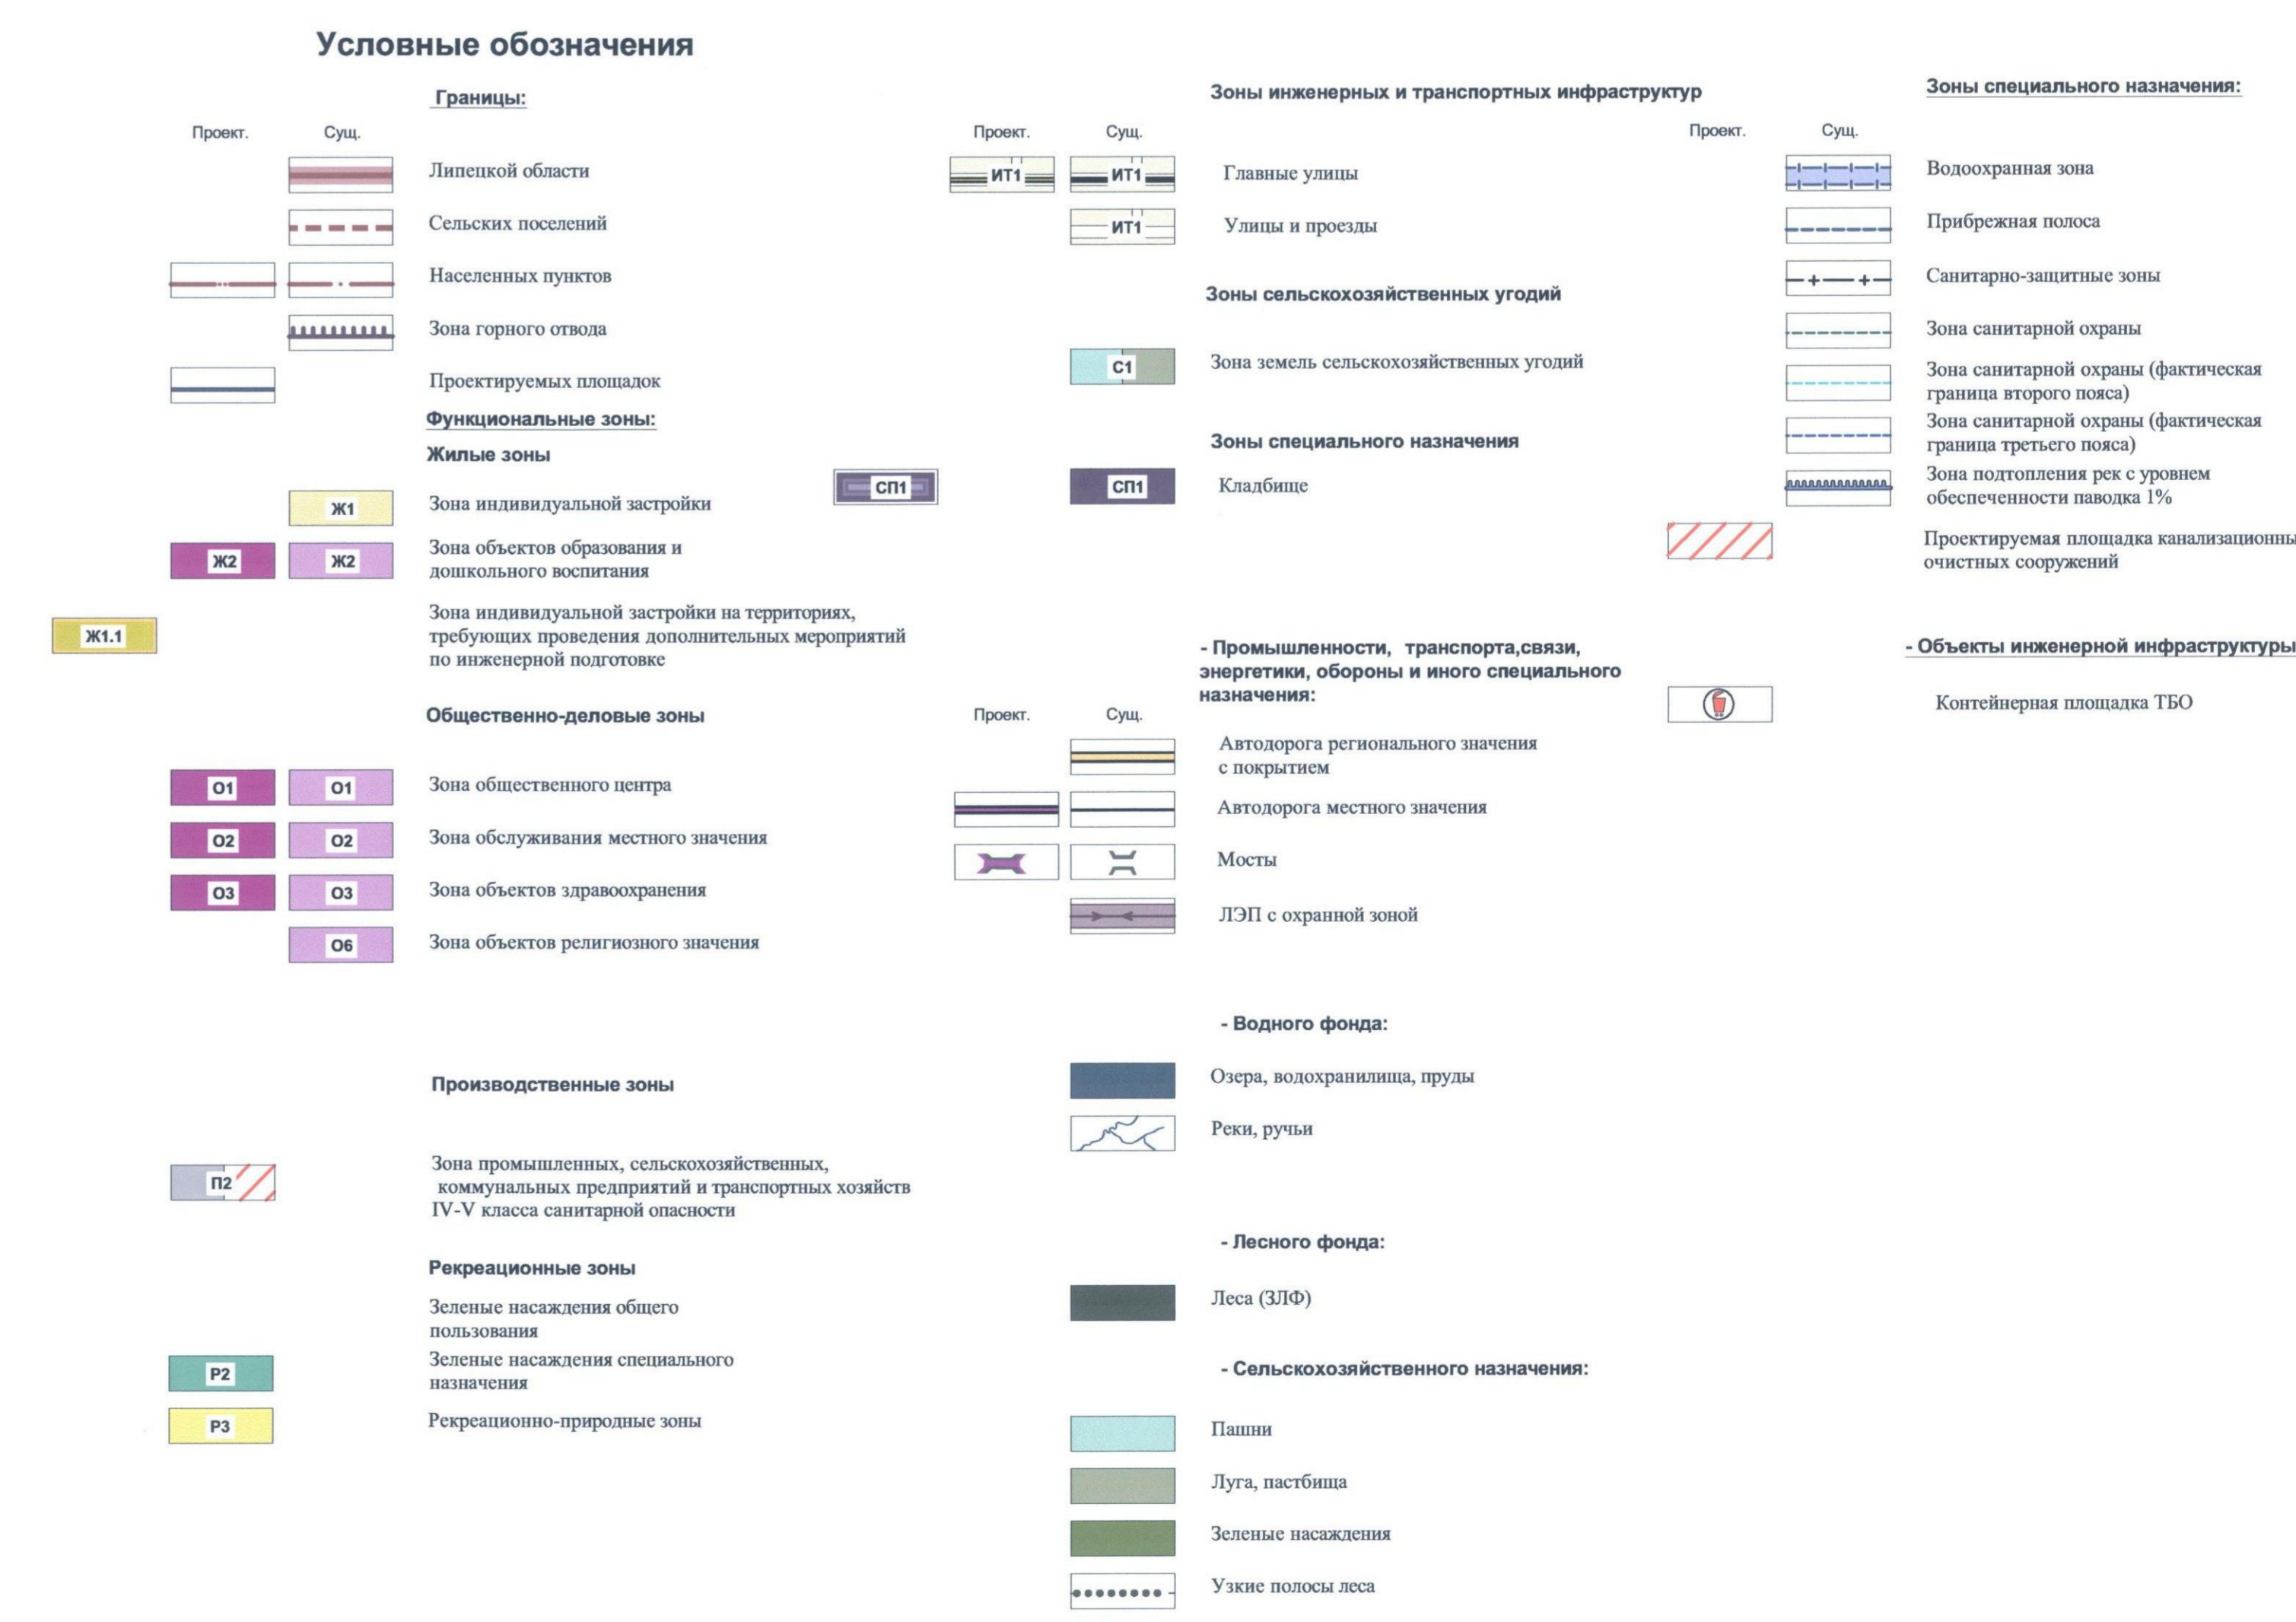 Условные обозначения
Границы:
Проект. Сущ.
Липецкой области
Сельских поселений
Населенных пунктов
Зона горного отвода
Проектируемых площадок
Функциональные зоны:
Жилые зоны
Ж1 Зона индивидуальной застройки
Ж2 Ж2 Зона объектов образования и
дошкольного воспитания
Ж1.1 Зона индивидуальной застройки на территориях,
требующих проведения дополнительных мероприятий
по инженерной подготовке
Общественно-деловые зоны
О1 О1 Зона общественного центра
О2 О2 Зона обслуживания местного значения
О3 О3 Зона объектов здравоохранения
О6 Зона объектов религиозного значения
Производственные зоны
П2 Зона промышленных, сельскохозяйственных,
коммунальных предприятий и транспортных хозяйств
IV-V класса санитарной опасности
Рекреационные зоны
Зеленые насаждения общего
пользования
Р2 Зеленые насаждения специального
назначения
Р3 Рекреационно-природные зоны
Зоны инженерных и транспортных инфраструктур
Проект. Сущ.
ИТ1 ИТ1 Главные улицы
ИТ1 Улицы и проезды
Зоны сельскохозяйственных угодий
С1 Зона земель сельскохозяйственных угодий
Зоны специального назначения
СП1 СП1 Кладбище
- Промышленности, транспорта,связи,
энергетики, обороны и иного специального
назначения:
Проект. Сущ.
Автодорога регионального значения
с покрытием
Автодорога местного значения
Мосты
ЛЭП с охранной зоной
- Водного фонда:
Озера, водохранилища, пруды
Реки, ручьи
- Лесного фонда:
Леса (ЗЛФ)
- Сельскохозяйственного назначения:
Пашни
Луга, пастбища
Зеленые насаждения
Узкие полосы леса
Зоны специального назначения:
Проект. Сущ.
Водоохранная зона
Прибрежная полоса
Санитарно-защитные зоны
Зона санитарной охраны
Зона санитарной охраны (фактическая
граница второго пояса)
Зона санитарной охраны (фактическая
граница третьего пояса)
Зона подтопления рек с уровнем
обеспеченности паводка 1%
Проектируемая площадка канализационны
очистных сооружений
- Объекты инженерной инфраструктуры
Контейнерная площадка ТБО